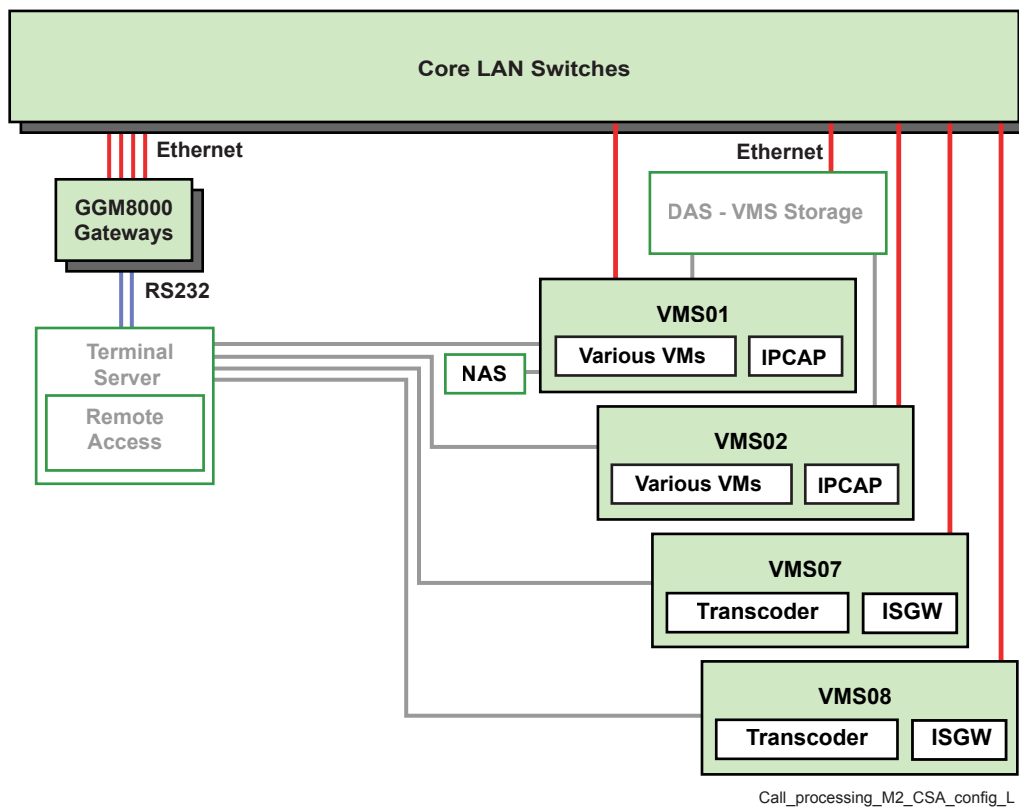 Core LAN Switches
Ethernet
Ethernet
GGM8000
Gateways
DAS - VMS Storage
RS232
VMS01
Various VMs
IPCAP
Terminal
Server
NAS
Remote
Access
VMS02
Various VMs
IPCAP
VMS07
Transcoder
ISGW
VMS08
Transcoder
ISGW
Call_processing_M2_CSA_config_L